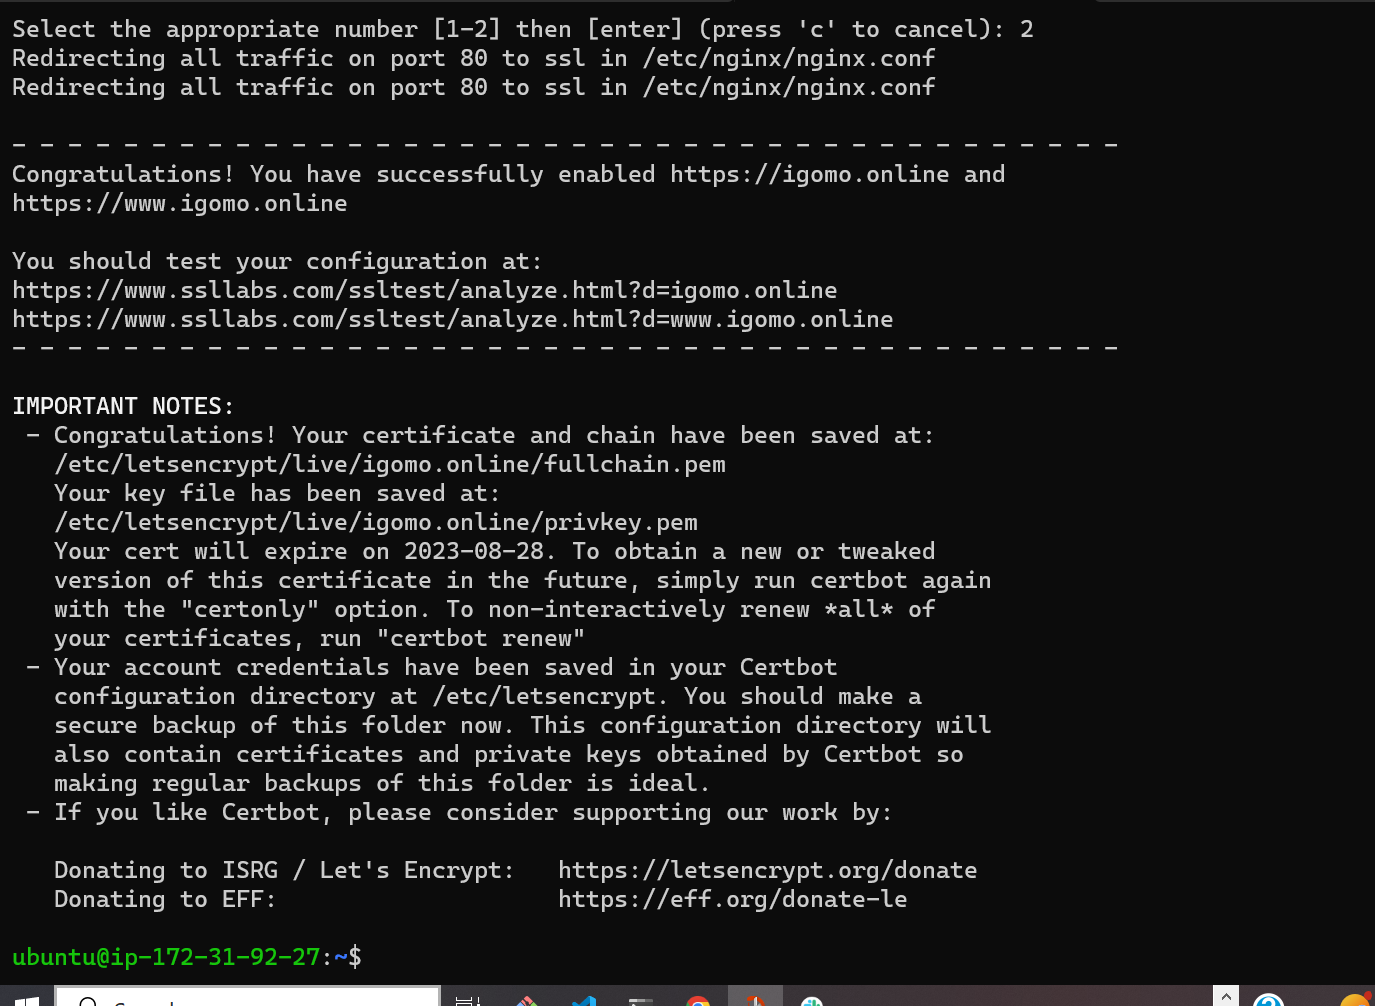 Select the appropriate number [1-2] then [enter] (press 'c' to cancel): 2
Redirecting all traffic on port 80 to ssl in /etc/nginx/nginx.conf
Redirecting all traffic on port 80 to ssl in /etc/nginx/nginx.conf
- - - - - - - - - - - - - - - - - - - - - - - - - - - - - - - - - - - - - - - -
Congratulations! You have successfully enabled https://igomo.online and
https://www.igomo.online
You should test your configuration at:
https://www.ssllabs.com/ssltest/analyze.html?d=igomo.online
https://www.ssllabs.com/ssltest/analyze.html?d=www.igomo.online
- - - - - - - - - - - - - - - - - - - - - - - - - - - - - - - - - - - - - - - -
IMPORTANT NOTES:
- Congratulations! Your certificate and chain have been saved at:
/etc/letsencrypt/live/igomo.online/fullchain.pem
Your key file has been saved at:
/etc/letsencrypt/live/igomo.online/privkey.pem
Your cert will expire on 2023-08-28. To obtain a new or tweaked
version of this certificate in the future, simply run certbot again
with the "certonly" option. To non-interactively renew *all* of
your certificates, run "certbot renew"
- Your account credentials have been saved in your Certbot
configuration directory at /etc/letsencrypt. You should make a
secure backup of this folder now. This configuration directory will
also contain certificates and private keys obtained by Certbot so
making regular backups of this folder is ideal.
- If you like Certbot, please consider supporting our work by:
Donating to ISRG / Let's Encrypt: https://letsencrypt.org/donate
Donating to EFF: https://eff.org/donate-le
ubuntu@ip-172-31-92-27:~$